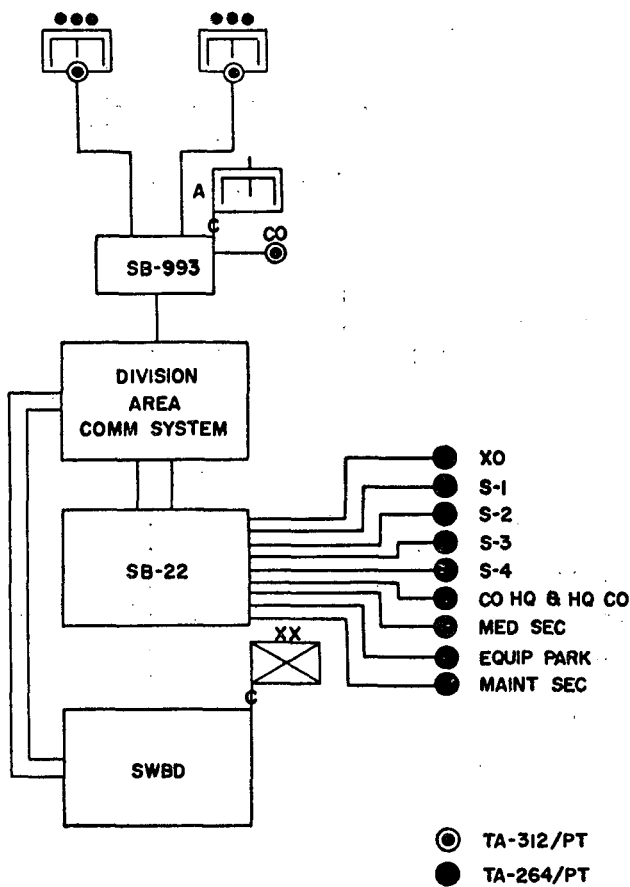 A
C
CO
SB-993
DIVISION
AREA
COMM SYSTEM
XO
S-1
S-2
S-3
SB-22
S-4
CO HQ & HQ CO
MED SEC
XX
EQUIP PARK
MAINT SEC
C
SWBD
TA-312/PT
TA-264/PT